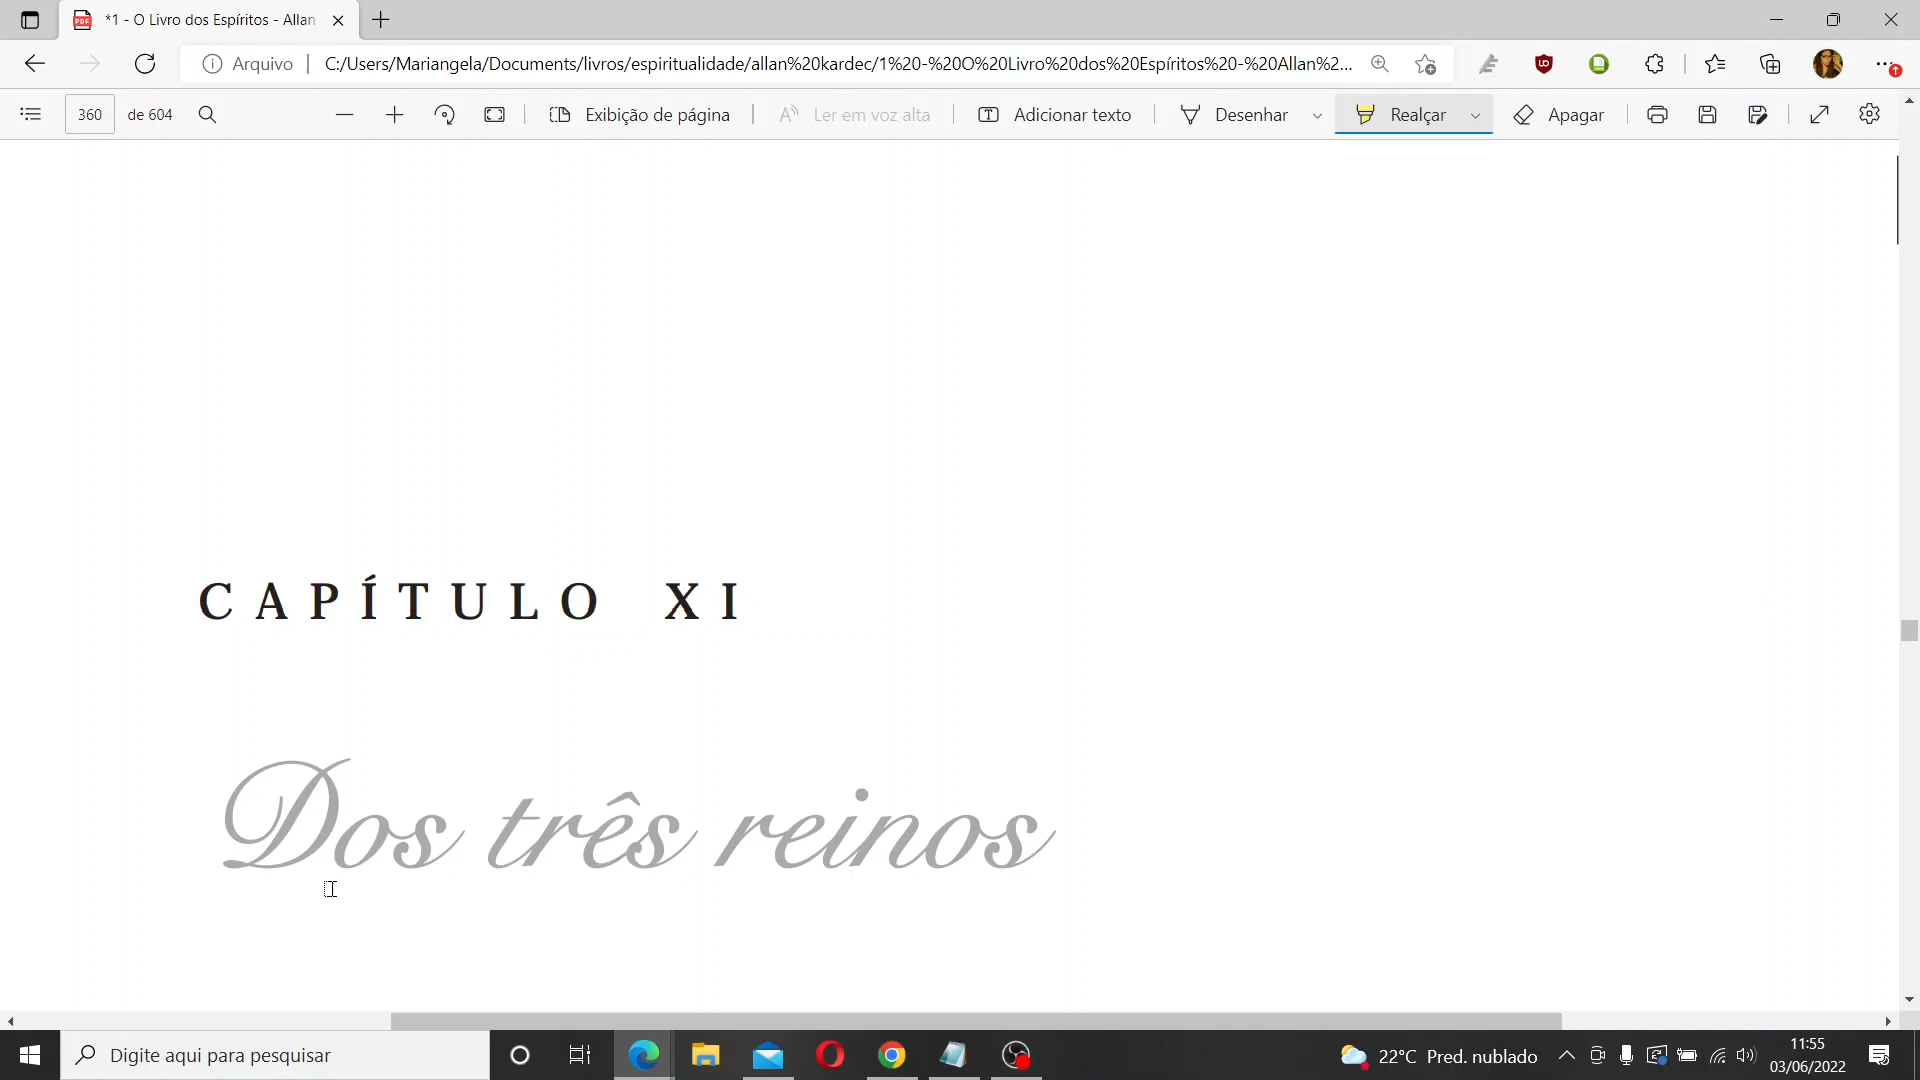 *1 - O Livro dos Espíritos - Allan
Arquivo | C:/Users/Mariangela/Documents/livros/espiritualidade/allan%20kardec/1%20-%20O%20Livro%20dos%20Espíritos%20-%20Allan%2...
360 de 604 Exibição de página Ler em voz alta Adicionar texto Desenhar Realçar Apagar
CAPÍTULO XI
Dos três reinos
Digite aqui para pesquisar
22°C Pred. nublado
11:55
03/06/2022